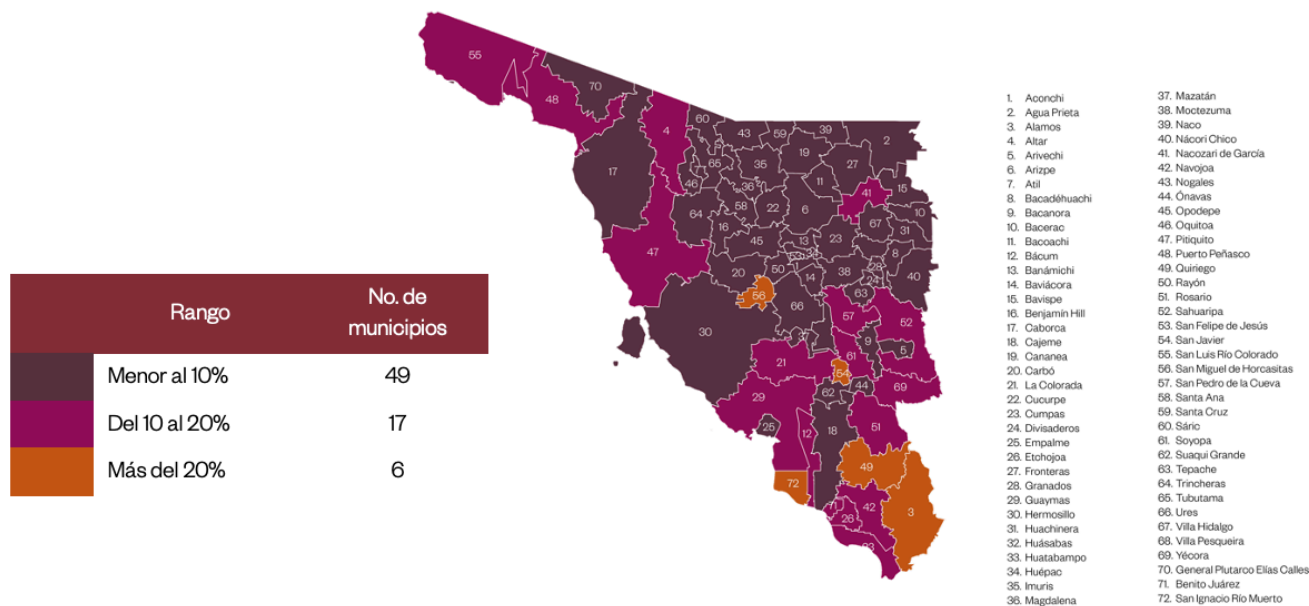 Rango
No. de
municipios
Menor al 10%
49
Del 10 al 20%
17
Más del 20%
6
55
70
48
4
60
43
59
39
2
19
65
35
27
17
46
36
11
41
15
58
22
6
64
16
67
10
31
45
13
23
8
47
20
50
1
14
38
28
24
40
56
63
66
57
52
30
9
5
21
61
54
69
62
44
29
25
12
18
51
49
72
71
42
26
3
33
1. Aconchi
2. Agua Prieta
3. Alamos
4. Altar
5. Arivechi
6. Arizpe
7. Atil
8. Bacadéhuachi
9. Bacanora
10. Bacerac
11. Bacoachi
12. Bácum
13. Banámichi
14. Baviácora
15. Bavispe
16. Benjamín Hill
17. Caborca
18. Cajeme
19. Cananea
20. Carbó
21. La Colorada
22. Cucurpe
23. Cumpas
24. Divisaderos
25. Empalme
26. Etchojoa
27. Fronteras
28. Granados
29. Guaymas
30. Hermosillo
31. Huachinera
32. Huásabas
33. Huatabampo
34. Huépac
35. Imuris
36. Magdalena
37. Mazatán
38. Moctezuma
39. Naco
40. Nácori Chico
41. Nacozari de García
42. Navojoa
43. Nogales
44. Ónavas
45. Opodepe
46. Oquitoa
47. Pitiquito
48. Puerto Peñasco
49. Quiriego
50. Rayón
51. Rosario
52. Sahuaripa
53. San Felipe de Jesús
54. San Javier
55. San Luis Río Colorado
56. San Miguel de Horcasitas
57. San Pedro de la Cueva
58. Santa Ana
59. Santa Cruz
60. Sáric
61. Soyopa
62. Suaqui Grande
63. Tepache
64. Trincheras
65. Tubutama
66. Ures
67. Villa Hidalgo
68. Villa Pesqueira
69. Yécora
70. General Plutarco Elías Calles
71. Benito Juárez
72. San Ignacio Río Muerto